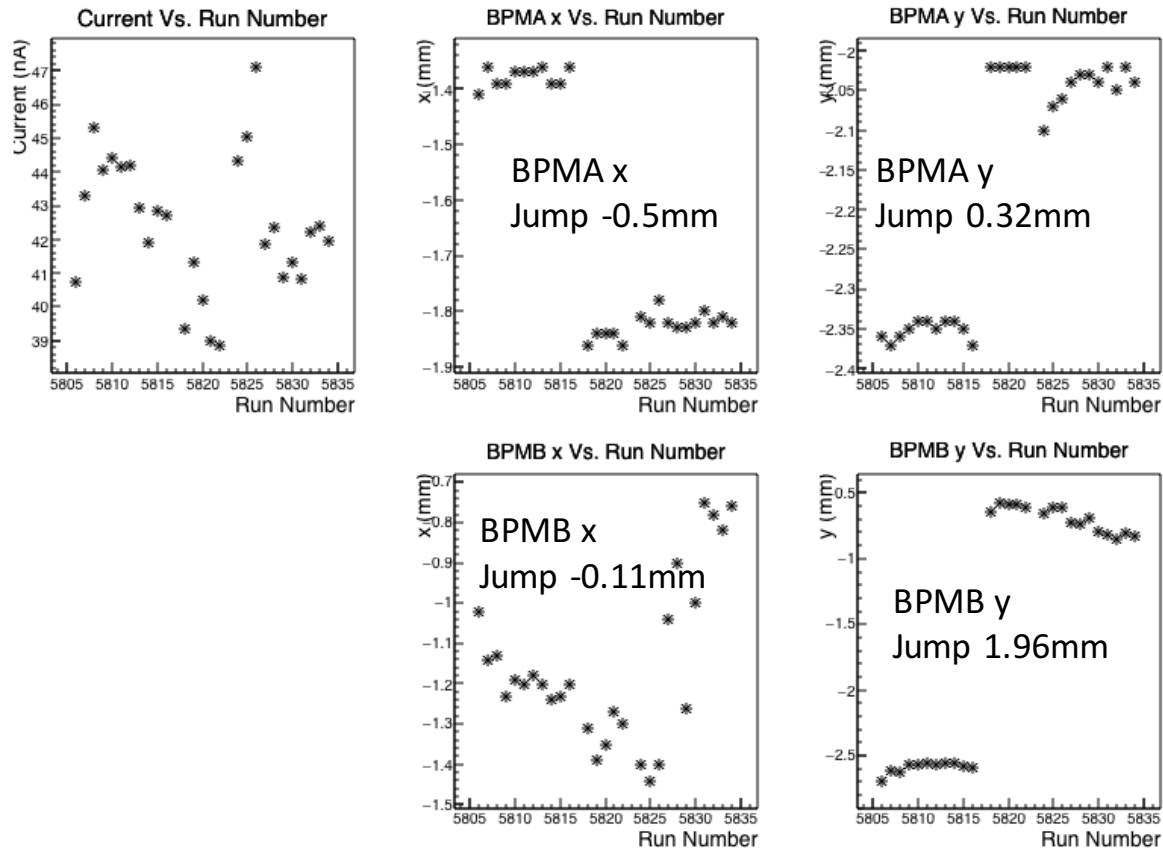 Current Vs. Run Number
Current (nA)
47
46
45
44
43
42
41
40
39
5805 5810 5815 5820 5825 5830 5835
Run Number
BPMA x Vs. Run Number
x (mm)
−1.4
−1.5
−1.6
−1.7
−1.8
−1.9
BPMA x
Jump -0.5mm
5805 5810 5815 5820 5825 5830 5835
Run Number
BPMA y Vs. Run Number
y (mm)
−2
−2.05
−2.1
−2.15
−2.2
−2.25
−2.3
−2.35
−2.4
BPMA y
Jump 0.32mm
5805 5810 5815 5820 5825 5830 5835
Run Number
BPMB x Vs. Run Number
x (mm)
−0.7
−0.8
−0.9
−1
−1.1
−1.2
−1.3
−1.4
−1.5
BPMB x
Jump -0.11mm
5805 5810 5815 5820 5825 5830 5835
Run Number
BPMB y Vs. Run Number
y (mm)
−0.5
−1
−1.5
−2
−2.5
BPMB y
Jump 1.96mm
5805 5810 5815 5820 5825 5830 5835
Run Number